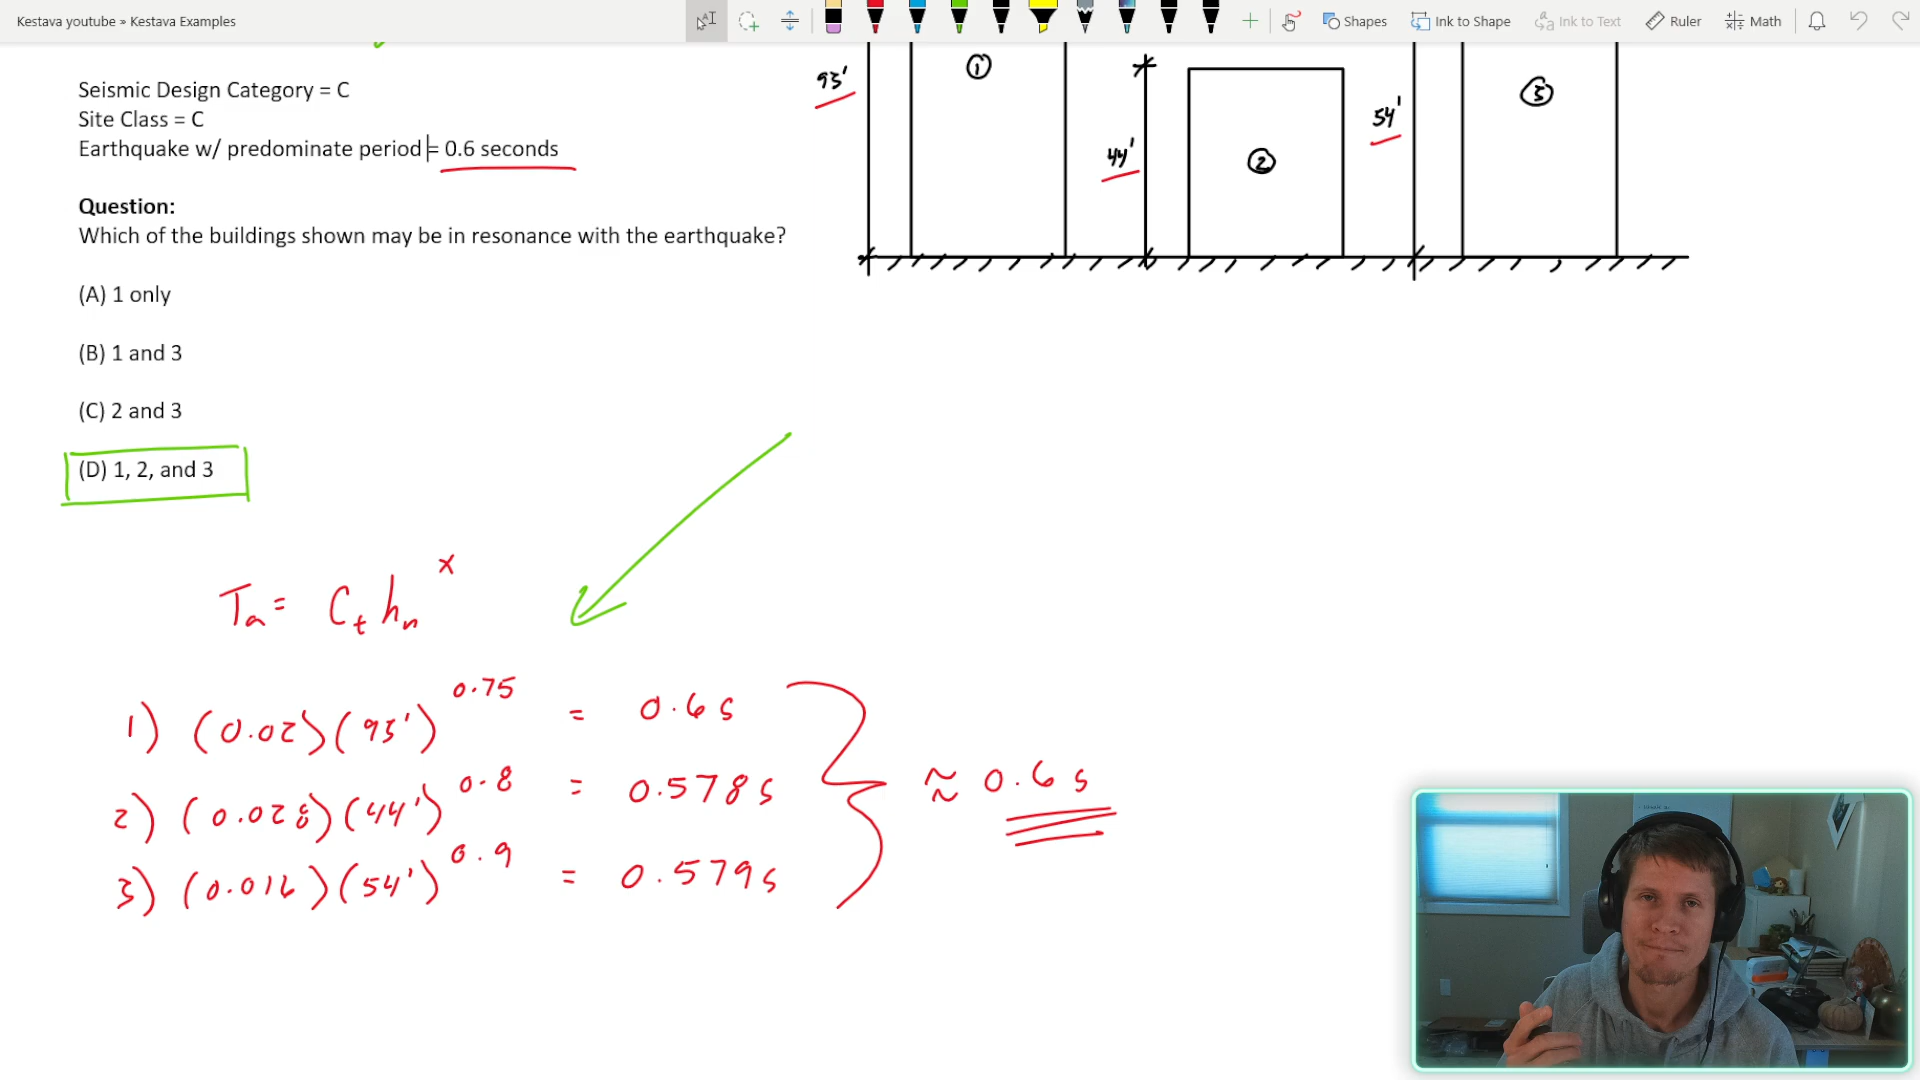 Kestava youtube » Kestava Examples
Shapes Ink to Shape Ink to Text Ruler Math
Seismic Design Category = C
Site Class = C
Earthquake w/ predominate period = 0.6 seconds
Question:
Which of the buildings shown may be in resonance with the earthquake?
(A) 1 only
(B) 1 and 3
(C) 2 and 3
(D) 1, 2, and 3
93'
①
44'
②
54'
③
Ta = Ct hn^x
1) (0.02)(93')^0.75 = 0.6 s
2) (0.028)(44')^0.8 = 0.578 s
3) (0.016)(54')^0.9 = 0.579 s
≈ 0.6 s